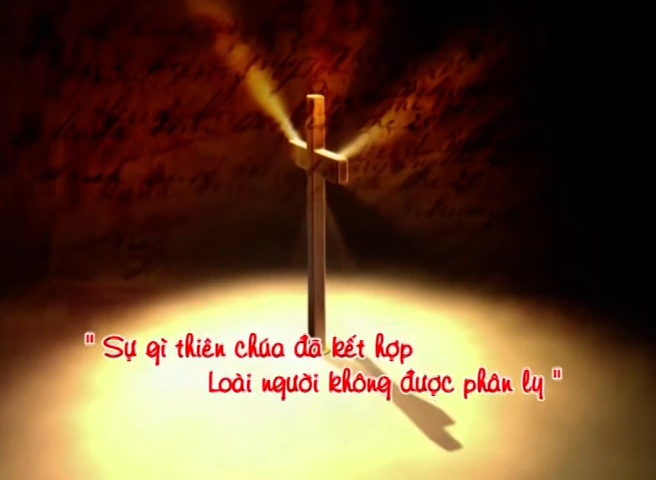 " Sự gì thiên chúa đã kết hợp
Loài người không được phân ly "